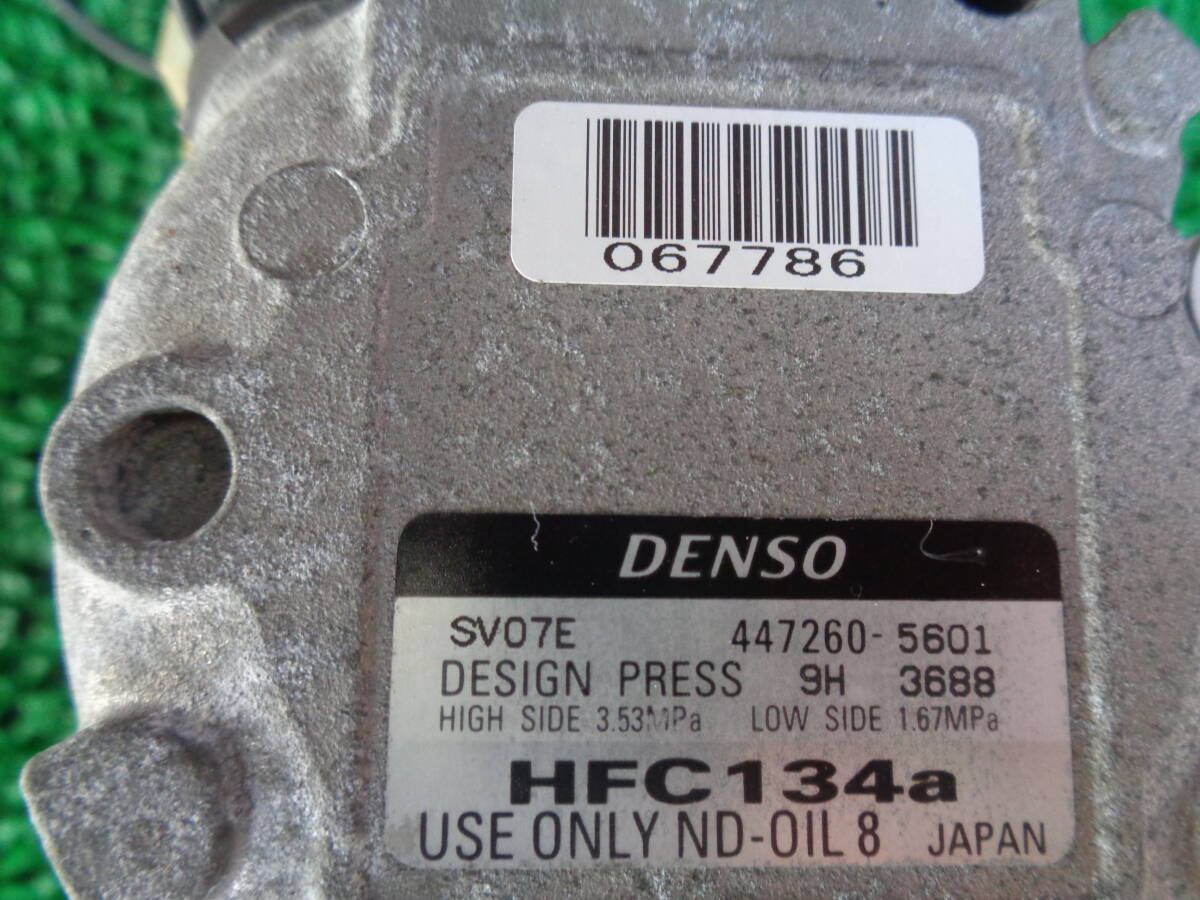 067786
DENSO
SV07E 447260-5601
DESIGN PRESS 9H 3688
HIGH SIDE 3.53MPa LOW SIDE 1.67MPa
HFC134a
USE ONLY ND-OIL 8 JAPAN